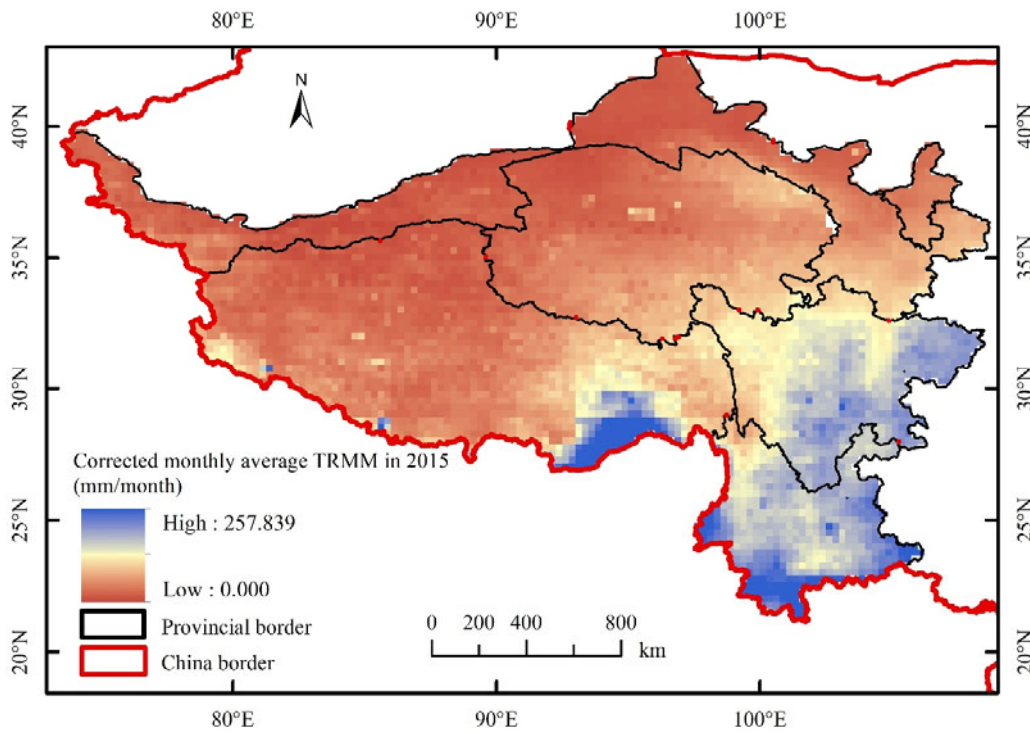 80°E 90°E 100°E
N
40°N 40°N
35°N 35°N
30°N 30°N
25°N 25°N
20°N 20°N
Corrected monthly average TRMM in 2015
(mm/month)
High : 257.839
Low : 0.000
Provincial border
China border
0 200 400 800
km
80°E 90°E 100°E